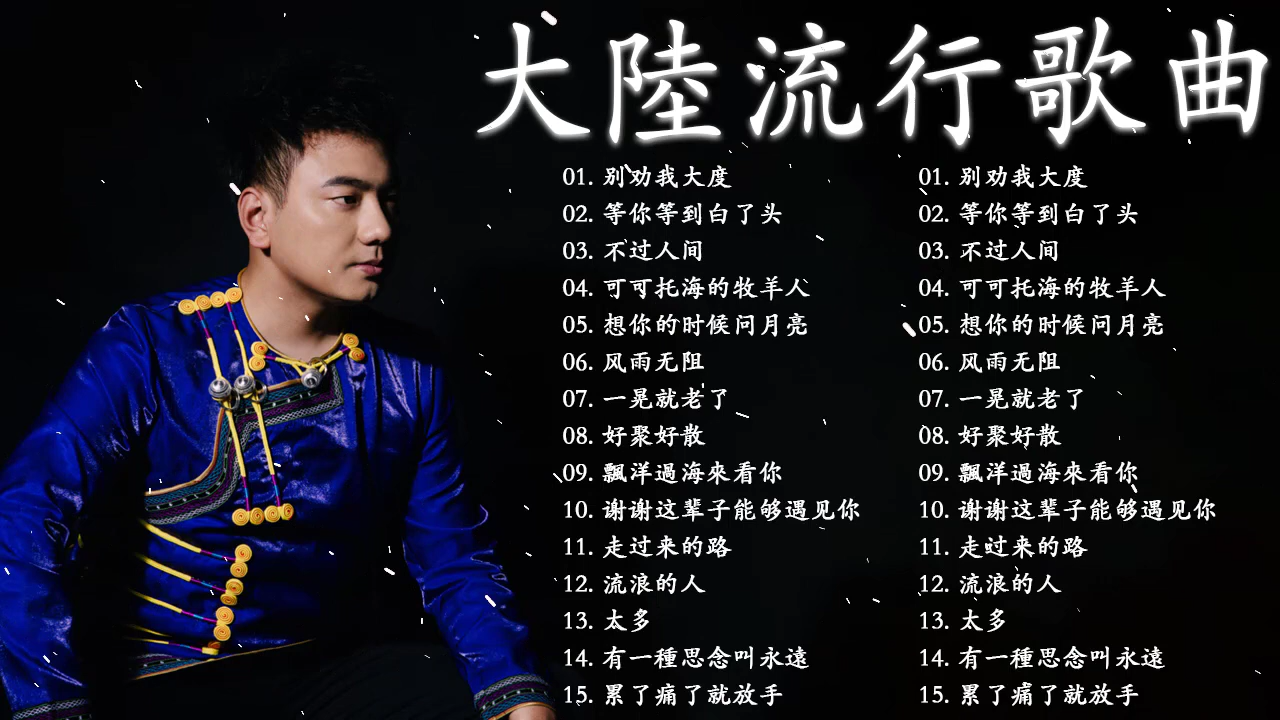 大陸流行歌曲
01. 别劝我大度
02. 等你等到白了头
03. 不过人间
04. 可可托海的牧羊人
05. 想你的时候问月亮
06. 风雨无阻
07. 一晃就老了
08. 好聚好散
09. 飄洋過海來看你
10. 谢谢这辈子能够遇见你
11. 走过来的路
12. 流浪的人
13. 太多
14. 有一種思念叫永遠
15. 累了痛了就放手
01. 别劝我大度
02. 等你等到白了头
03. 不过人间
04. 可可托海的牧羊人
05. 想你的时候问月亮
06. 风雨无阻
07. 一晃就老了
08. 好聚好散
09. 飄洋過海來看你
10. 谢谢这辈子能够遇见你
11. 走过来的路
12. 流浪的人
13. 太多
14. 有一種思念叫永遠
15. 累了痛了就放手